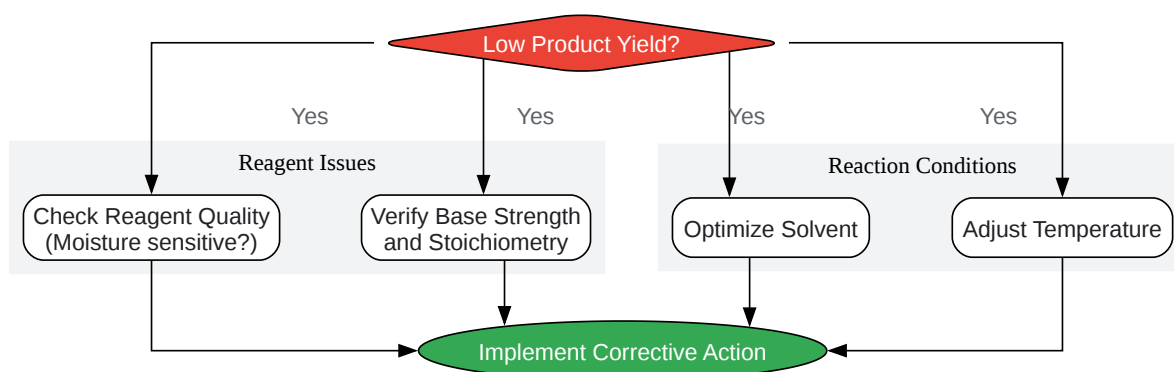 Low Product Yield?
Yes
Yes
Yes
Yes
Reagent Issues
Reaction Conditions
Check Reagent Quality
(Moisture sensitive?)
Verify Base Strength
and Stoichiometry
Optimize Solvent
Adjust Temperature
Implement Corrective Action